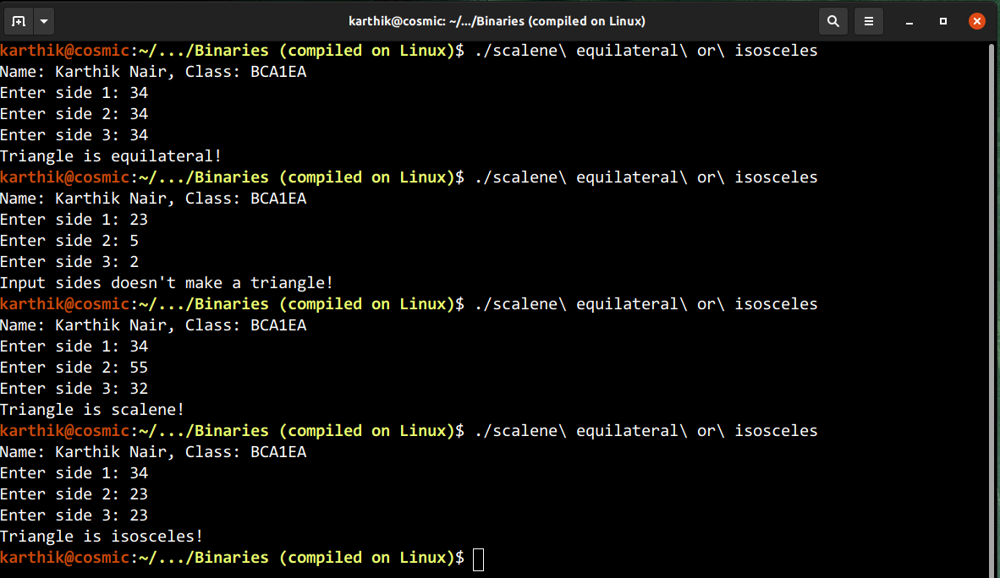 karthik@cosmic: ~/.../Binaries (compiled on Linux)
karthik@cosmic:~/.../Binaries (compiled on Linux)$ ./scalene\ equilateral\ or\ isosceles
Name: Karthik Nair, Class: BCA1EA
Enter side 1: 34
Enter side 2: 34
Enter side 3: 34
Triangle is equilateral!
karthik@cosmic:~/.../Binaries (compiled on Linux)$ ./scalene\ equilateral\ or\ isosceles
Name: Karthik Nair, Class: BCA1EA
Enter side 1: 23
Enter side 2: 5
Enter side 3: 2
Input sides doesn't make a triangle!
karthik@cosmic:~/.../Binaries (compiled on Linux)$ ./scalene\ equilateral\ or\ isosceles
Name: Karthik Nair, Class: BCA1EA
Enter side 1: 34
Enter side 2: 55
Enter side 3: 32
Triangle is scalene!
karthik@cosmic:~/.../Binaries (compiled on Linux)$ ./scalene\ equilateral\ or\ isosceles
Name: Karthik Nair, Class: BCA1EA
Enter side 1: 34
Enter side 2: 23
Enter side 3: 23
Triangle is isosceles!
karthik@cosmic:~/.../Binaries (compiled on Linux)$